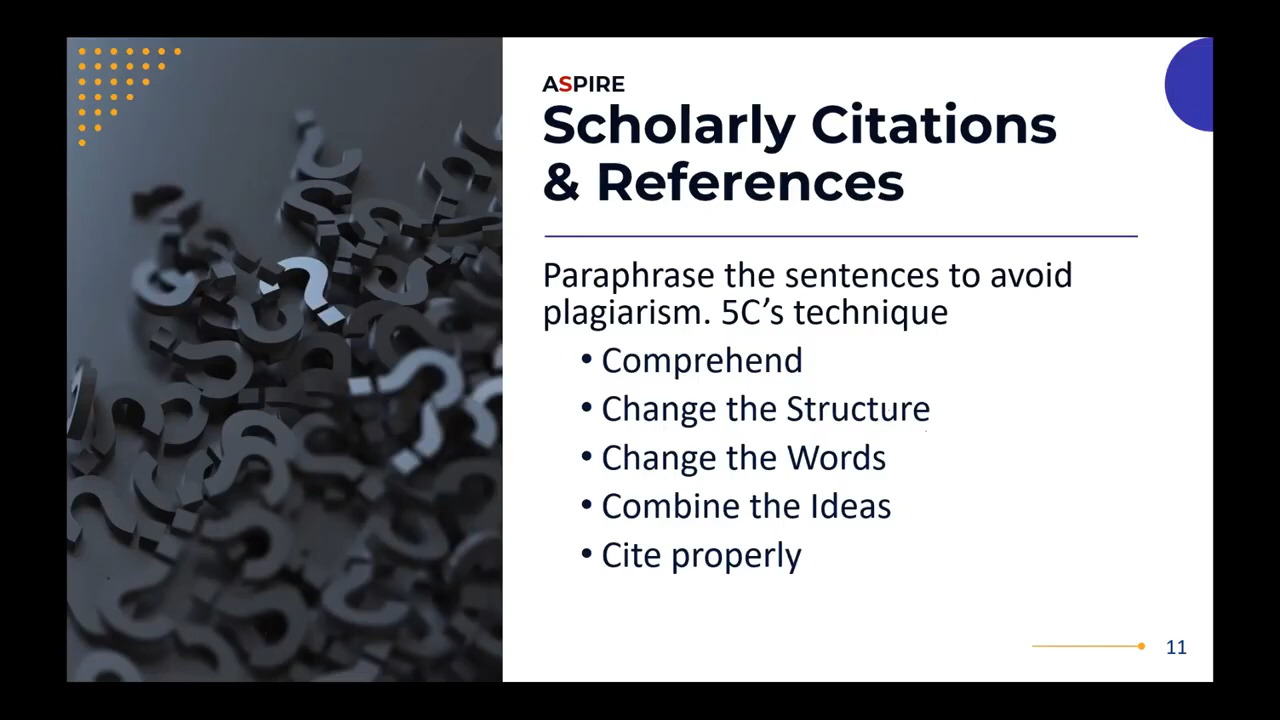 ASPIRE
Scholarly Citations
& References
Paraphrase the sentences to avoid
plagiarism. 5C’s technique
• Comprehend
• Change the Structure
• Change the Words
• Combine the Ideas
• Cite properly
11